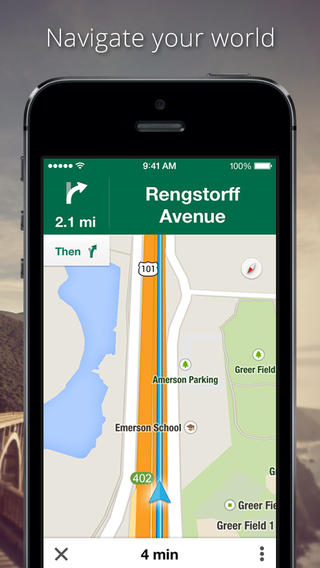 Navigate your world
9:41 AM
100%
2.1 mi
Rengstorff
Avenue
Then
101
Amerson Parking
Greer Field
Emerson School
402
Greer Field
Greer Field 1
4 min